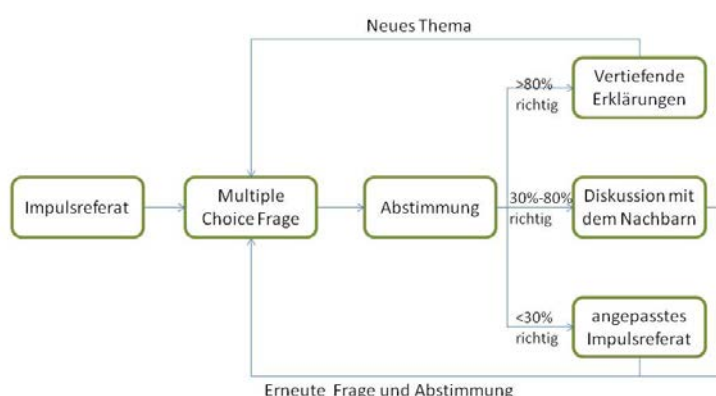 Neues Thema
>80%
richtig
Vertiefende
Erklärungen
Impulsreferat
Multiple
Choice Frage
Abstimmung
30%-80%
richtig
Diskussion mit
dem Nachbarn
<30%
richtig
angepasstes
Impulsreferat
Erneute Frage und Abstimmung